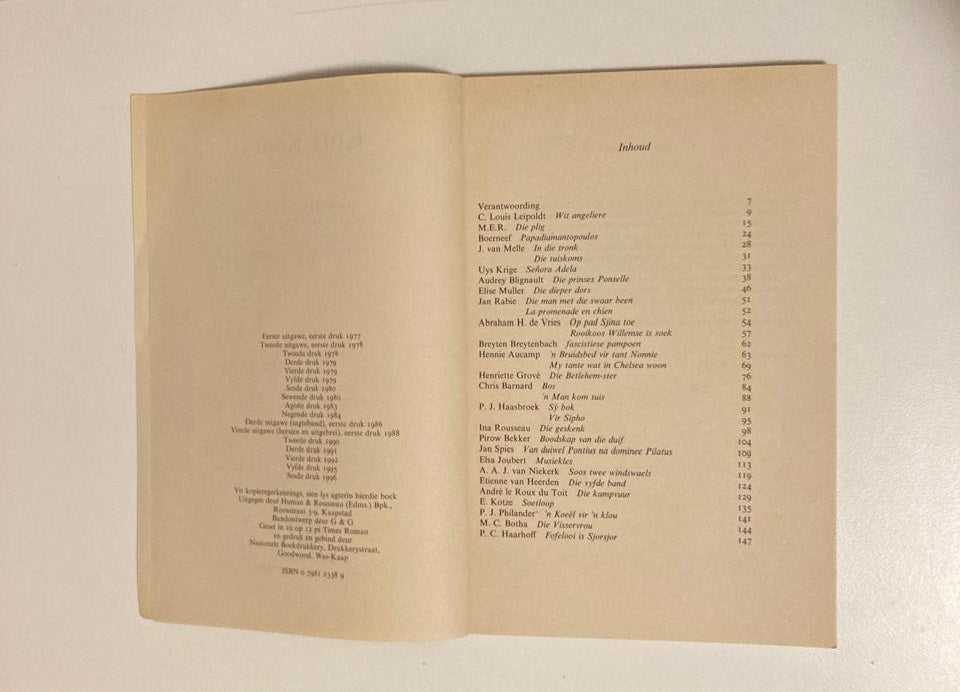 Eerste uitgawe, eerste druk 1977
Tweede uitgawe, eerste druk 1978
Tweede druk 1978
Derde druk 1979
Vierde druk 1979
Vyfde druk 1979
Sesde druk 1980
Sewende druk 1980
Agtste druk 1983
Negende druk 1984
Derde uitgawe (sagteband), eerste druk 1986
Vierde uitgawe (hersien en uitgebrei), eerste druk 1988
Tweede druk 1990
Derde druk 1991
Vierde druk 1992
Vyfde druk 1995
Sesde druk 1996
Vir kopieregerkennings, sien lys agterin hierdie boek
Uitgegee deur Human & Rousseau (Edms.) Bpk.,
Roosstraat 3-9, Kaapstad
Bandontwerp deur G & G
Geset in 10 op 12 pt Times Roman
en gedruk en gebind deur
Nasionale Boekdrukkery, Drukkerystraat,
Goodwood, Wes-Kaap
ISBN 0 7981 2338 9
Inhoud
Verantwoording 7
C. Louis Leipoldt Wit angeliere 9
M.E.R. Die plig 15
Boerneef Papadiamantopoulos 24
J. van Melle In die tronk 28
Die tuiskoms 31
Uys Krige Señora Adela 33
Audrey Blignault Die prinses Ponselle 38
Elise Muller Die dieper dors 46
Jan Rabie Die man met die swaar been 51
La promenade en chien 52
Abraham H. de Vries Op pad Sjina toe 54
Rooikoos Willemse is soek 57
Breyten Breytenbach fascistiese pampoen 62
Hennie Aucamp 'n Bruidsbed vir tant Nonnie 63
My tante wat in Chelsea woon 69
Henriette Grové Die Betlehem-ster 76
Chris Barnard Bos 84
'n Man kom tuis 88
P. J. Haasbroek Sy bok 91
Vir Sipho 95
Ina Rousseau Die geskenk 98
Pirow Bekker Boodskap van die duif 104
Jan Spies Van duiwel Pontius na dominee Pilatus 109
Elsa Joubert Musiekles 113
A. A. J. van Niekerk Soos twee windswaels 119
Etienne van Heerden Die vyfde band 124
André le Roux du Toit Die kampvuur 129
E. Kotze Soetloop 135
P. J. Philander 'n Koeël vir 'n klou 141
M. C. Botha Die Visservrou 144
P. C. Haarhoff Fofelooi is Sjorsjor 147